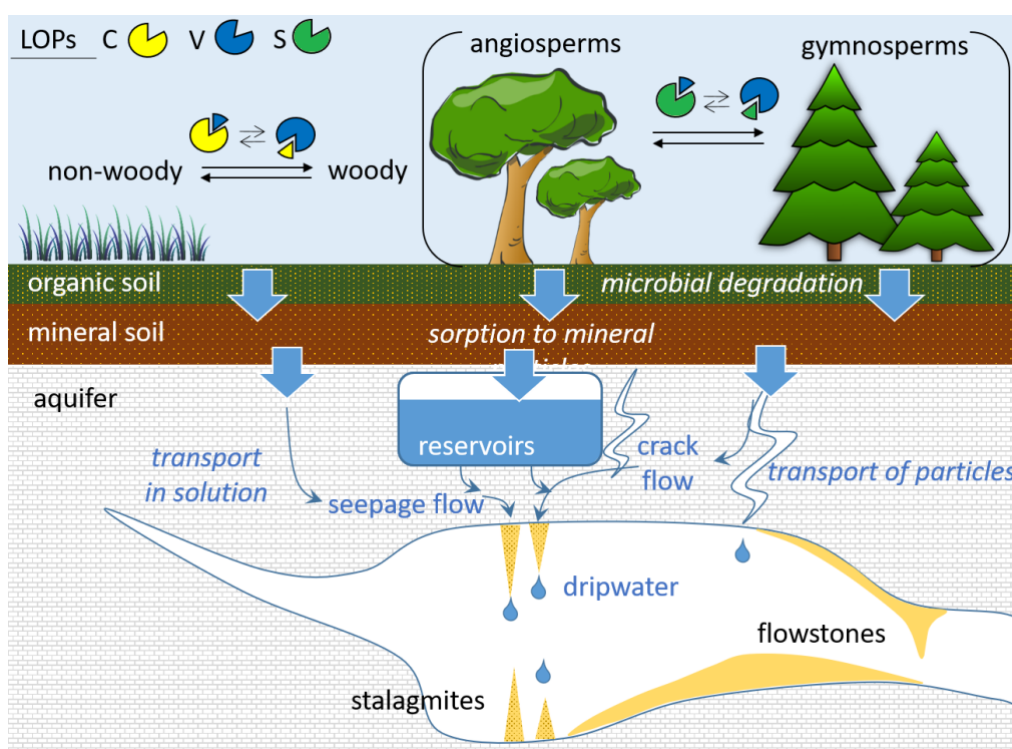 LOPs C V S
angiosperms
gymnosperms
non-woody
woody
organic soil
microbial degradation
mineral soil
sorption to mineral
aquifer
reservoirs
crack
flow
transport
in solution
transport of particles
seepage flow
dripwater
flowstones
stalagmites